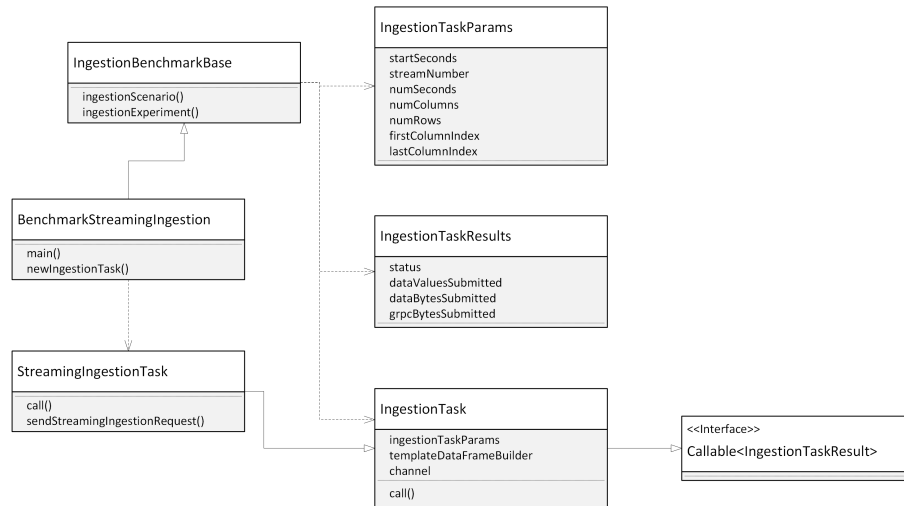 IngestionTaskParams
startSeconds
streamNumber
numSeconds
numColumns
numRows
firstColumnIndex
lastColumnIndex
IngestionBenchmarkBase
ingestionScenario()
ingestionExperiment()
BenchmarkStreamingIngestion
main()
newIngestionTask()
IngestionTaskResults
status
dataValuesSubmitted
dataBytesSubmitted
grpcBytesSubmitted
StreamingIngestionTask
call()
sendStreamingIngestionRequest()
IngestionTask
ingestionTaskParams
templateDataFrameBuilder
channel
call()
<<Interface>>
Callable<IngestionTaskResult>